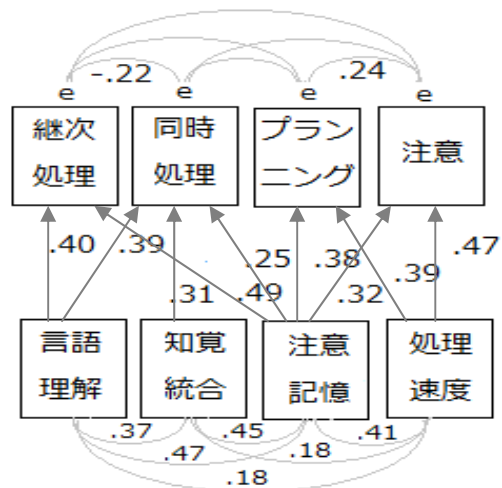 -.22 .24
e e e e
継次処理
同時処理
プランニング
注意
.40 .39 .25 .38 .47
.31 .49 .32 .39
言語理解
知覚統合
注意記憶
処理速度
.37 .45 .41
.47 .18
.18